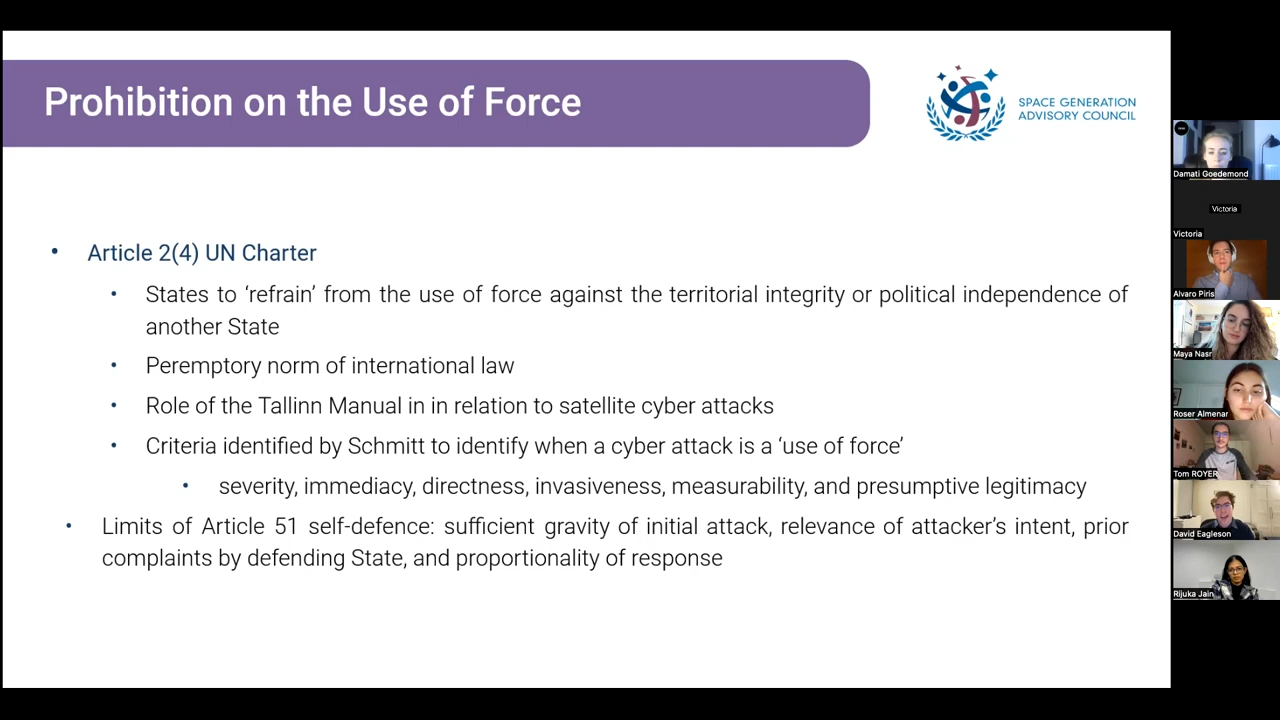 Prohibition on the Use of Force
SPACE GENERATION
ADVISORY COUNCIL
• Article 2(4) UN Charter
• States to ‘refrain’ from the use of force against the territorial integrity or political independence of
another State
• Peremptory norm of international law
• Role of the Tallinn Manual in in relation to satellite cyber attacks
• Criteria identified by Schmitt to identify when a cyber attack is a ‘use of force’
• severity, immediacy, directness, invasiveness, measurability, and presumptive legitimacy
• Limits of Article 51 self-defence: sufficient gravity of initial attack, relevance of attacker’s intent, prior
complaints by defending State, and proportionality of response
Damati Goedemond
Victoria
Victoria
Alvaro Piris
Maya Nasr
Roser Almenar
Tom ROYER
David Eagleson
Rijuka Jain